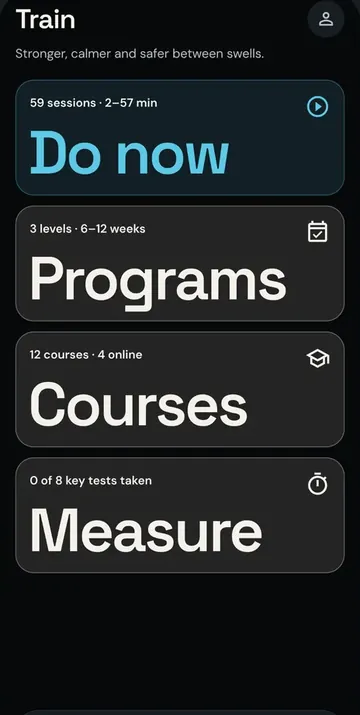 Train
Stronger, calmer and safer between swells.
59 sessions · 2–57 min
Do now
3 levels · 6–12 weeks
Programs
12 courses · 4 online
Courses
0 of 8 key tests taken
Measure